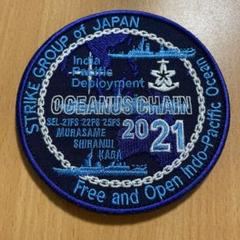 STRIKE GROUP of JAPAN
India
Pacific
Deployment
OCEANUS CHAIN
SEL-21FS 22FS 25FS
MURASAME
SHIRANUI
KAGA
2021
Free and Open Indo-Pacific Ocean